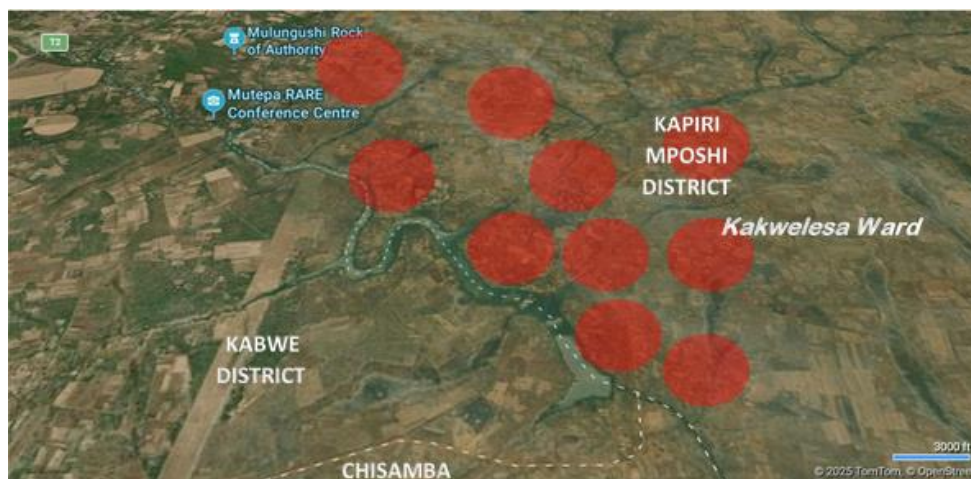 T2
Mulungushi Rock
of Authority
Mutepa RARE
Conference Centre
KAPIRI
MPOSHI
DISTRICT
Kakwelesa Ward
KABWE
DISTRICT
CHISAMBA
3000 ft
© 2025 TomTom, © OpenStree